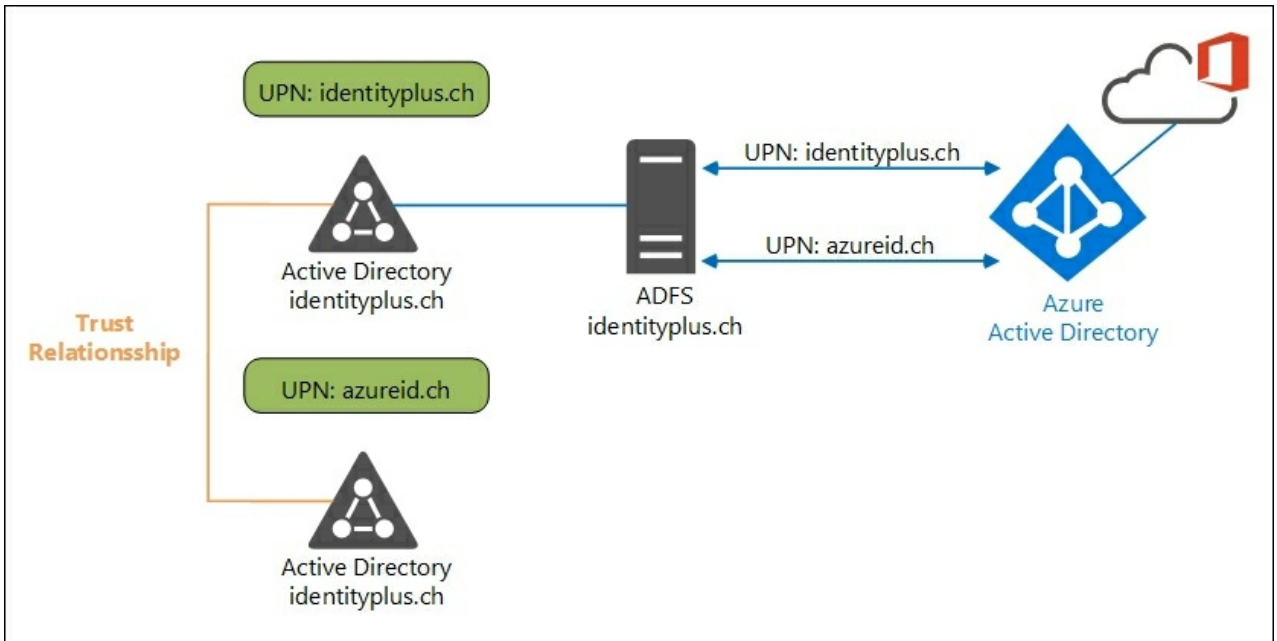 UPN: identityplus.ch
Active Directory
identityplus.ch
Trust
Relationsship
UPN: azureid.ch
Active Directory
identityplus.ch
ADFS
identityplus.ch
UPN: identityplus.ch
UPN: azureid.ch
Azure
Active Directory